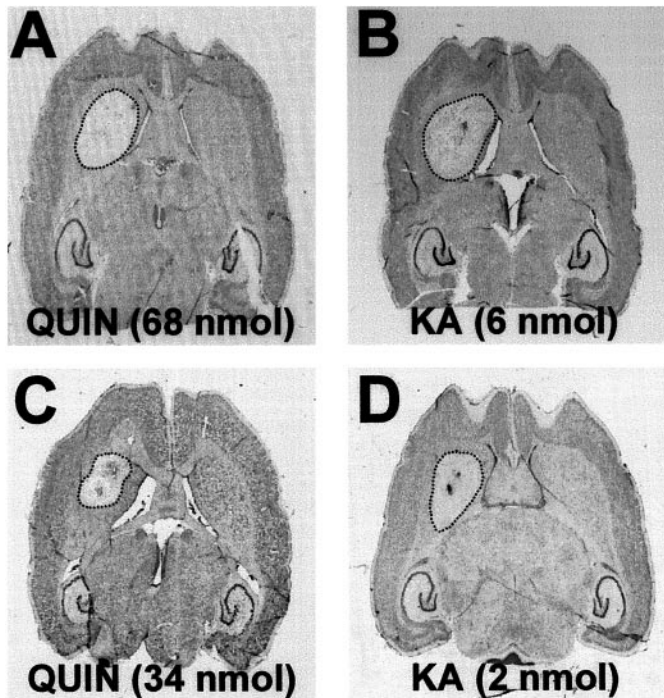 A
B
QUIN (68 nmol)
KA (6 nmol)
C
D
QUIN (34 nmol)
KA (2 nmol)